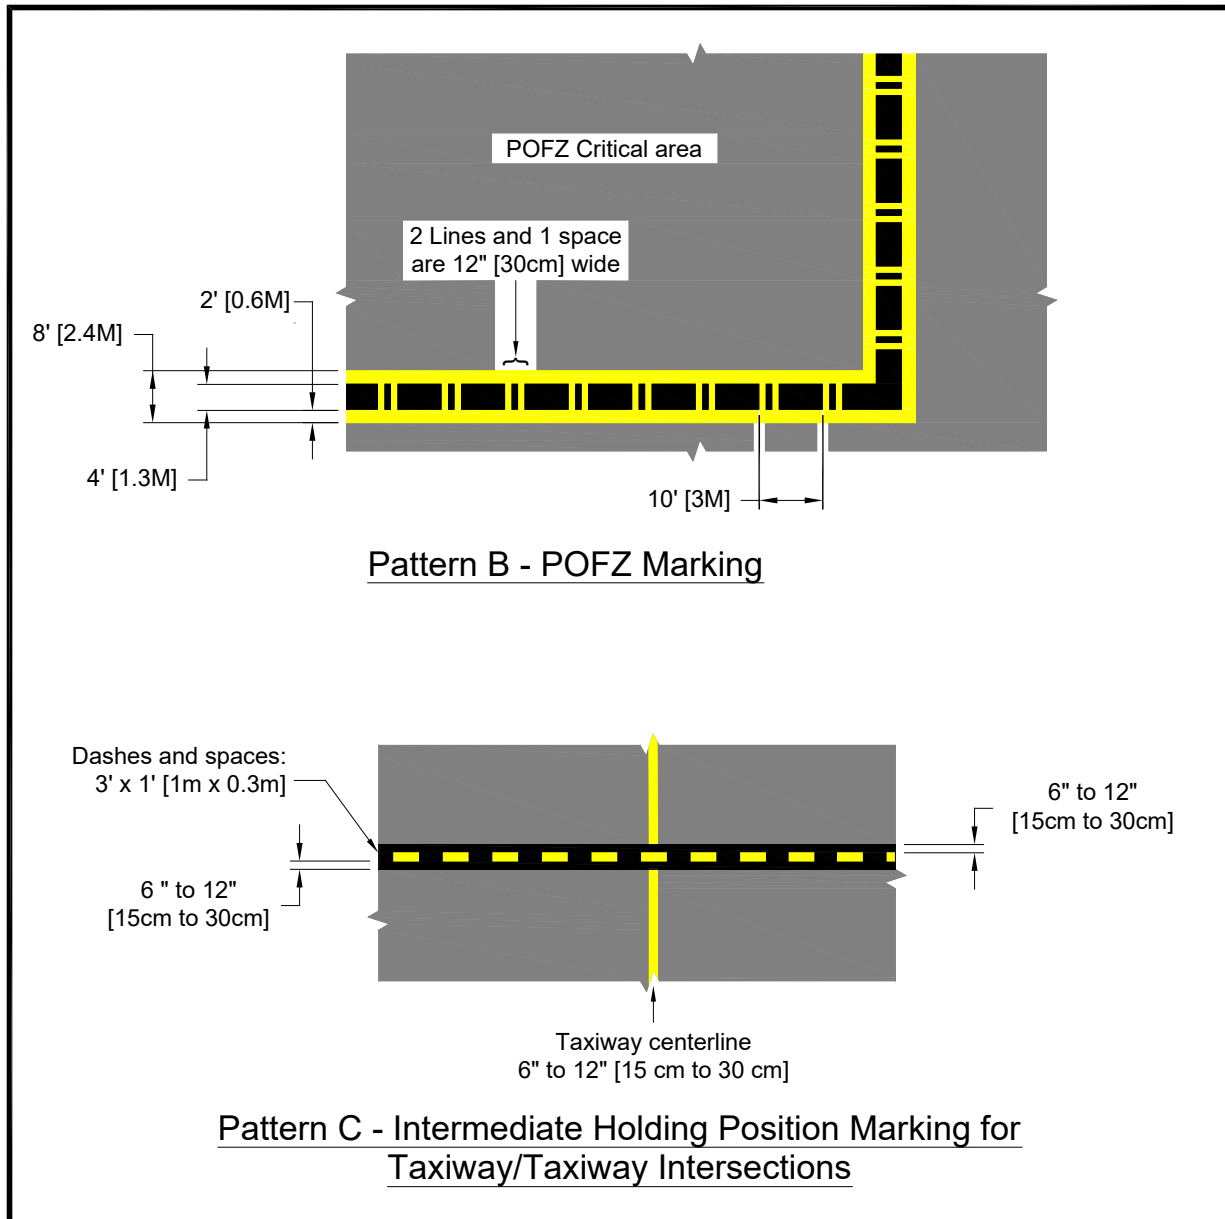 POFZ Critical area
2 Lines and 1 space
are 12" [30cm] wide
2' [0.6M]
8' [2.4M]
4' [1.3M]
10' [3M]
Pattern B - POFZ Marking
Dashes and spaces:
3' x 1' [1m x 0.3m]
6" to 12"
[15cm to 30cm]
6 " to 12"
[15cm to 30cm]
Taxiway centerline
6" to 12" [15 cm to 30 cm]
Pattern C - Intermediate Holding Position Marking for
Taxiway/Taxiway Intersections